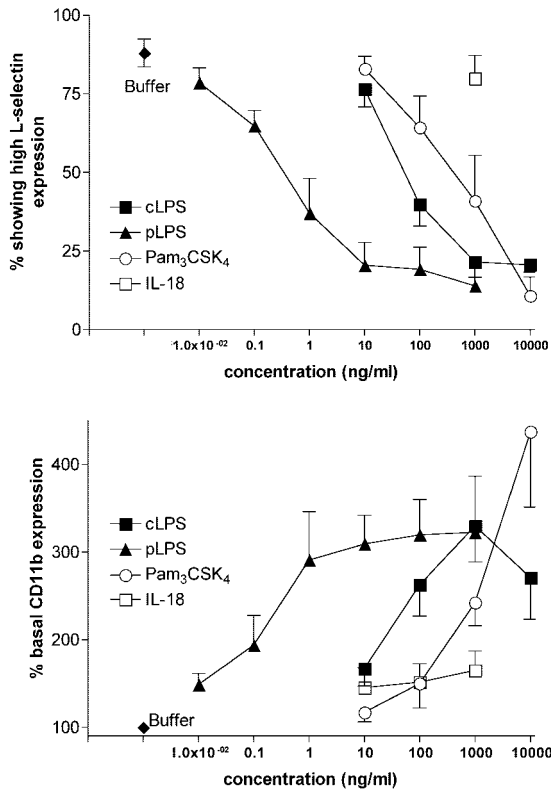 % showing high L-selectin
expression
100
75
50
25
0
Buffer
cLPS
pLPS
Pam₃CSK₄
IL-18
1.0x10⁻⁰² 0.1 1 10 100 1000 10000
concentration (ng/ml)
% basal CD11b expression
400
300
200
100
cLPS
pLPS
Pam₃CSK₄
IL-18
Buffer
1.0x10⁻⁰² 0.1 1 10 100 1000 10000
concentration (ng/ml)